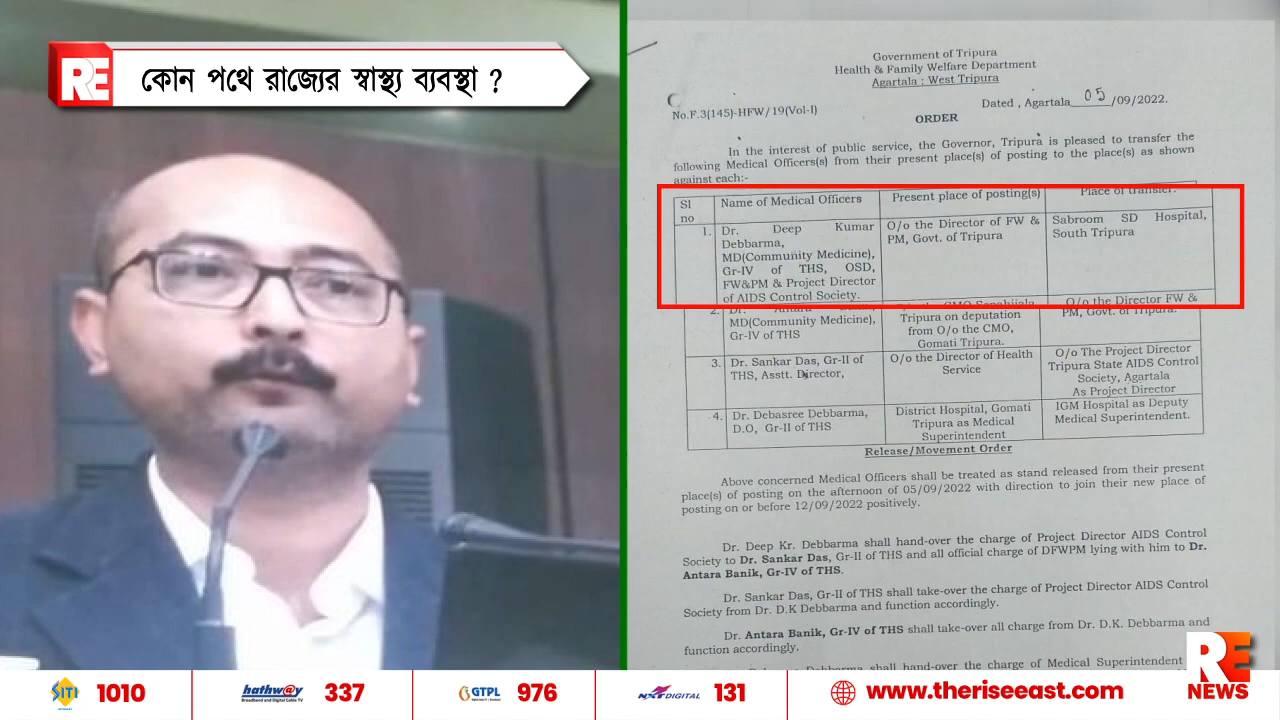 RE
কোন পথে রাজ্যের স্বাস্থ্য ব্যবস্থা ?
Government of Tripura
Health & Family Welfare Department
Agartala : West Tripura
No.F.3(145)-HFW/19(Vol-I)
Dated , Agartala 05/09/2022.
ORDER
In the interest of public service, the Governor, Tripura is pleased to transfer the
following Medical Officers(s) from their present place(s) of posting to the place(s) as shown
against each:-
Sl no
Name of Medical Officers
Present place of posting(s)
Place of transfer.
1.
Dr. Deep Kumar
Debbarma,
MD(Community Medicine),
Gr-IV of THS, OSD,
FW&PM & Project Director
of AIDS Control Society.
O/o the Director of FW &
PM, Govt. of Tripura
Sabroom SD Hospital,
South Tripura
2.
Dr. Antara
MD(Community Medicine),
Gr-IV of THS
CMO
Tripura on deputation
from O/o the CMO,
Gomati Tripura.
O/o the Director FW &
PM, Govt. of Tripura.
3.
Dr. Sankar Das, Gr-II of
THS, Asstt. Director,
O/o the Director of Health
Service
O/o The Project Director
Tripura State AIDS Control
Society, Agartala
As Project Director
4.
Dr. Debasree Debbarma,
D.O, Gr-II of THS
District Hospital, Gomati
Tripura as Medical
Superintendent
IGM Hospital as Deputy
Medical Superintendent.
Release/Movement Order
Above concerned Medical Officers shall be treated as stand released from their present
place(s) of posting on the afternoon of 05/09/2022 with direction to join their new place of
posting on or before 12/09/2022 positively.
Dr. Deep Kr. Debbarma shall hand-over the charge of Project Director AIDS Control
Society to Dr. Sankar Das, Gr-II of THS and all official charge of DFWPM lying with him to Dr.
Antara Banik, Gr-IV of THS.
Dr. Sankar Das, Gr-II of THS shall take-over the charge of Project Director AIDS Control
Society from Dr. D.K Debbarma and function accordingly.
Dr. Antara Banik, Gr-IV of THS shall take-over all charge from Dr. D.K. Debbarma and
function accordingly.
Debbarma shall hand-over the charge of Medical Superintendent
RE
NEWS
SITI 1010
hathw@y 337
Broadband and Digital Cable TV
GTPL 976
NXT DIGITAL 131
www.theriseeast.com